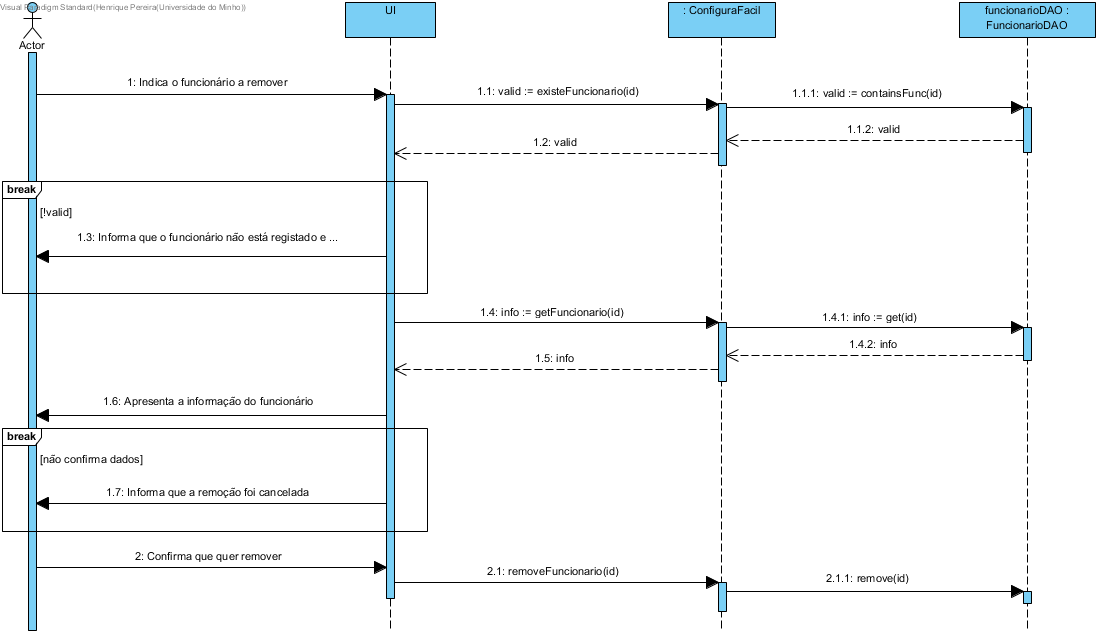 Visual Paradigm Standard(Henrique Pereira(Universidade do Minho))
Actor
UI
: ConfiguraFacil
funcionarioDAO :
FuncionarioDAO
1: Indica o funcionário a remover
1.1: valid := existeFuncionario(id)
1.1.1: valid := containsFunc(id)
1.1.2: valid
1.2: valid
break
[!valid]
1.3: Informa que o funcionário não está registado e ...
1.4: info := getFuncionario(id)
1.4.1: info := get(id)
1.4.2: info
1.5: info
1.6: Apresenta a informação do funcionário
break
[não confirma dados]
1.7: Informa que a remoção foi cancelada
2: Confirma que quer remover
2.1: removeFuncionario(id)
2.1.1: remove(id)